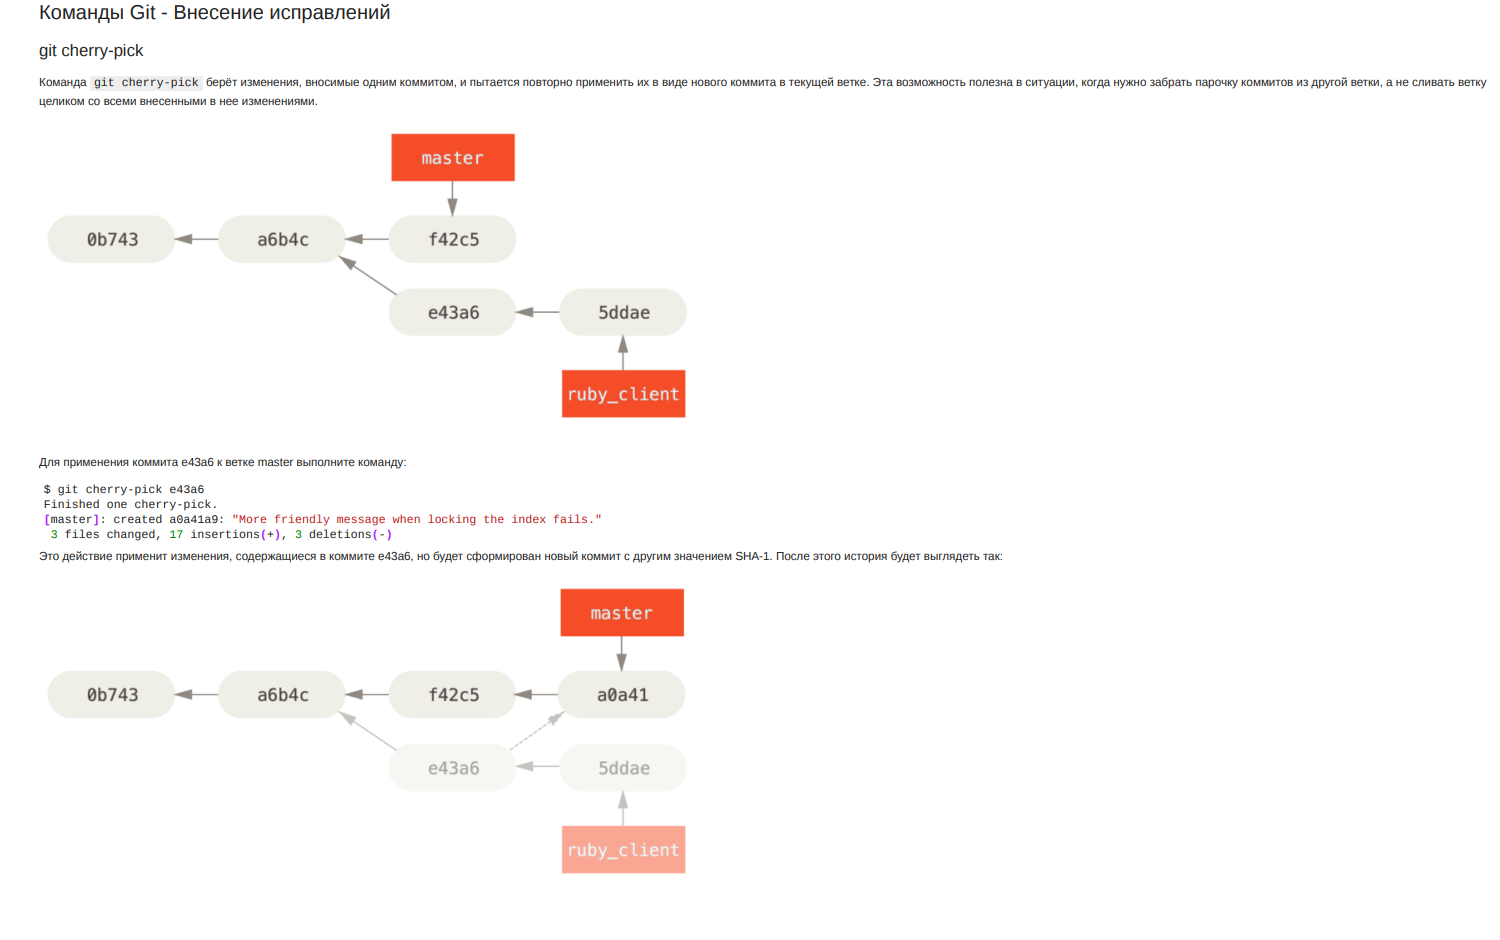 Команды Git - Внесение исправлений
git cherry-pick
Команда git cherry-pick берёт изменения, вносимые одним коммитом, и пытается повторно применить их в виде нового коммита в текущей ветке. Эта возможность полезна в ситуации, когда нужно забрать парочку коммитов из другой ветки, а не сливать ветку
целиком со всеми внесенными в нее изменениями.
master
0b743 a6b4c f42c5
e43a6 5ddae
ruby_client
Для применения коммита e43a6 к ветке master выполните команду:
$ git cherry-pick e43a6
Finished one cherry-pick.
[master]: created a0a41a9: "More friendly message when locking the index fails."
3 files changed, 17 insertions(+), 3 deletions(-)
Это действие применит изменения, содержащиеся в коммите e43a6, но будет сформирован новый коммит с другим значением SHA-1. После этого история будет выглядеть так:
master
0b743 a6b4c f42c5 a0a41
e43a6 5ddae
ruby_client